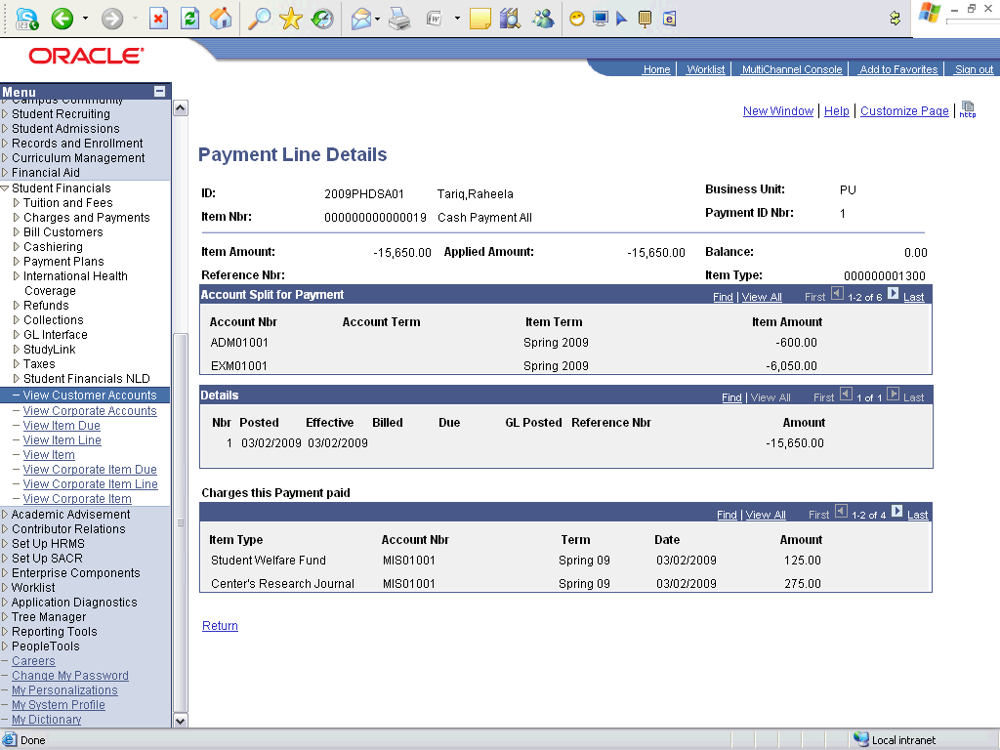 ORACLE
Home Worklist MultiChannel Console Add to Favorites Sign out
New Window | Help | Customize Page | http
Menu
Campus Community
Student Recruiting
Student Admissions
Records and Enrollment
Curriculum Management
Financial Aid
Student Financials
Tuition and Fees
Charges and Payments
Bill Customers
Cashiering
Payment Plans
International Health
Coverage
Refunds
Collections
GL Interface
StudyLink
Taxes
Student Financials NLD
View Customer Accounts
View Corporate Accounts
View Item Due
View Item Line
View Item
View Corporate Item Due
View Corporate Item Line
View Corporate Item
Academic Advisement
Contributor Relations
Set Up HRMS
Set Up SACR
Enterprise Components
Worklist
Application Diagnostics
Tree Manager
Reporting Tools
PeopleTools
Careers
Change My Password
My Personalizations
My System Profile
My Dictionary
Payment Line Details
ID: 2009PHDSA01 Tariq,Raheela Business Unit: PU
Item Nbr: 000000000000019 Cash Payment All Payment ID Nbr: 1
Item Amount: -15,650.00 Applied Amount: -15,650.00 Balance: 0.00
Reference Nbr: Item Type: 000000001300
Account Split for Payment Find | View All First 1-2 of 6 Last
Account Nbr Account Term Item Term Item Amount
ADM01001 Spring 2009 -600.00
EXM01001 Spring 2009 -6,050.00
Details Find | View All First 1 of 1 Last
Nbr Posted Effective Billed Due GL Posted Reference Nbr Amount
1 03/02/2009 03/02/2009 -15,650.00
Charges this Payment paid
Find | View All First 1-2 of 4 Last
Item Type Account Nbr Term Date Amount
Student Welfare Fund MIS01001 Spring 09 03/02/2009 125.00
Center's Research Journal MIS01001 Spring 09 03/02/2009 275.00
Return
Done Local intranet